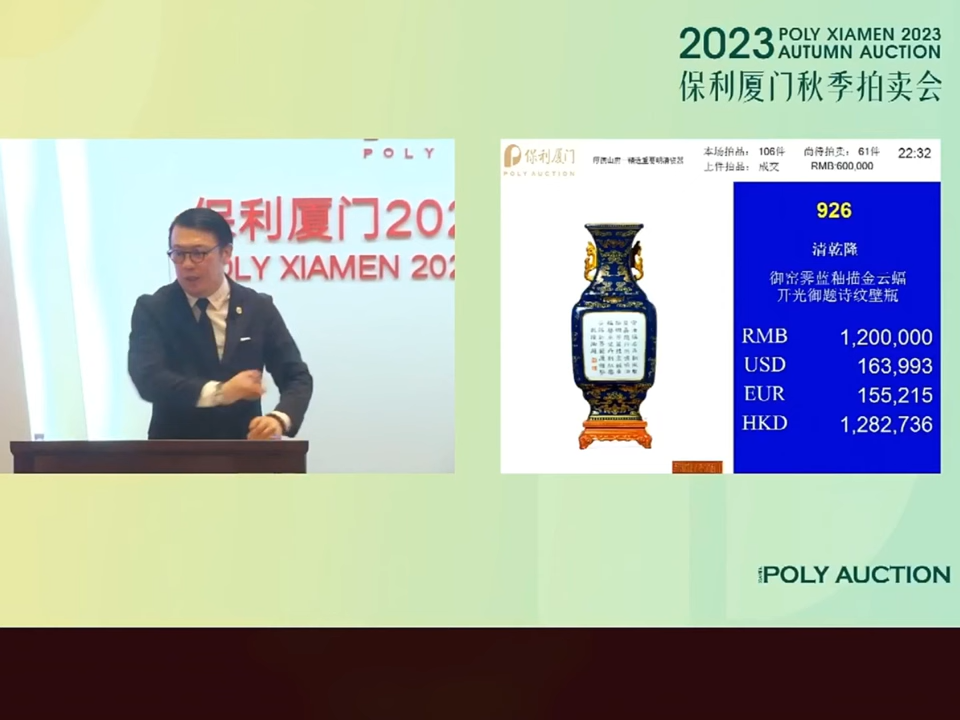 2023 POLY XIAMEN 2023
AUTUMN AUCTION
保利厦门秋季拍卖会
POLY
保利厦门202
POLY XIAMEN 202
保利厦门
POLY AUCTION
本场拍品: 106件
尚待拍卖: 61件
22:32
上件拍品: 成交
RMB 600,000
926
清乾隆
御窑霁蓝釉描金云蝠
开光御题诗纹壁瓶
RMB 1,200,000
USD 163,993
EUR 155,215
HKD 1,282,736
POLY AUCTION